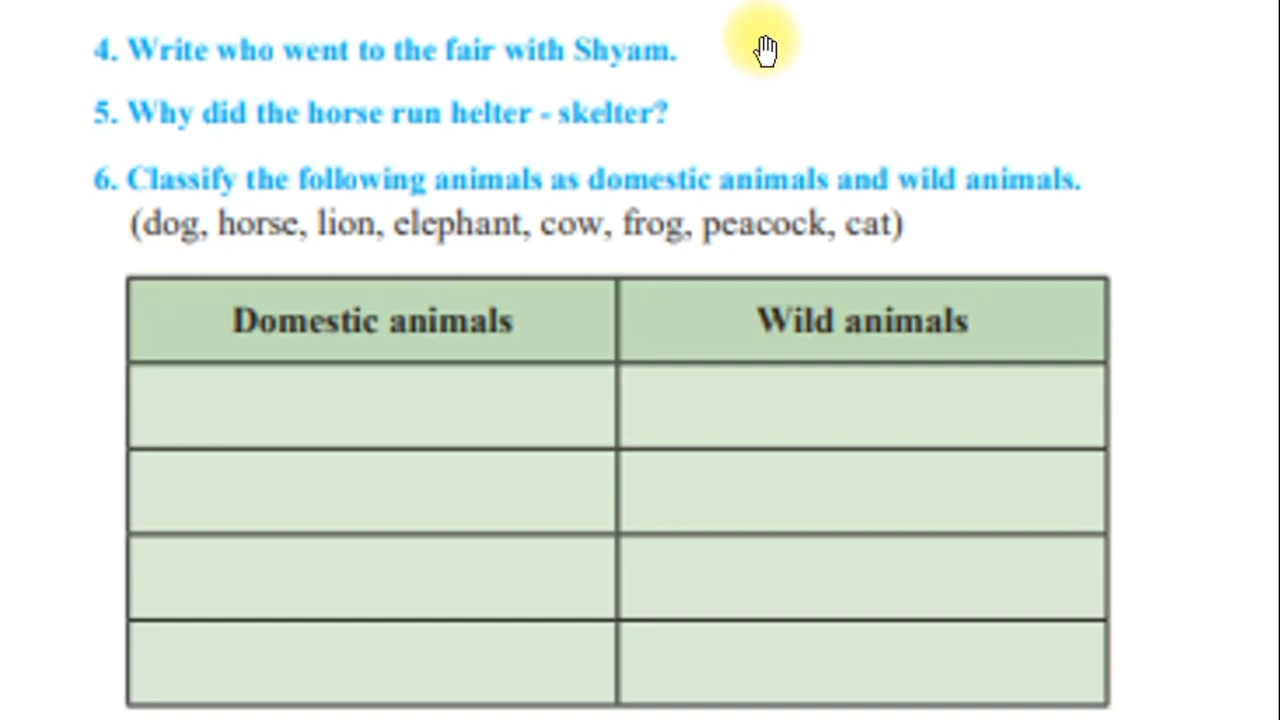 4. Write who went to the fair with Shyam.
5. Why did the horse run helter - skelter?
6. Classify the following animals as domestic animals and wild animals.
(dog, horse, lion, elephant, cow, frog, peacock, cat)
Domestic animals Wild animals